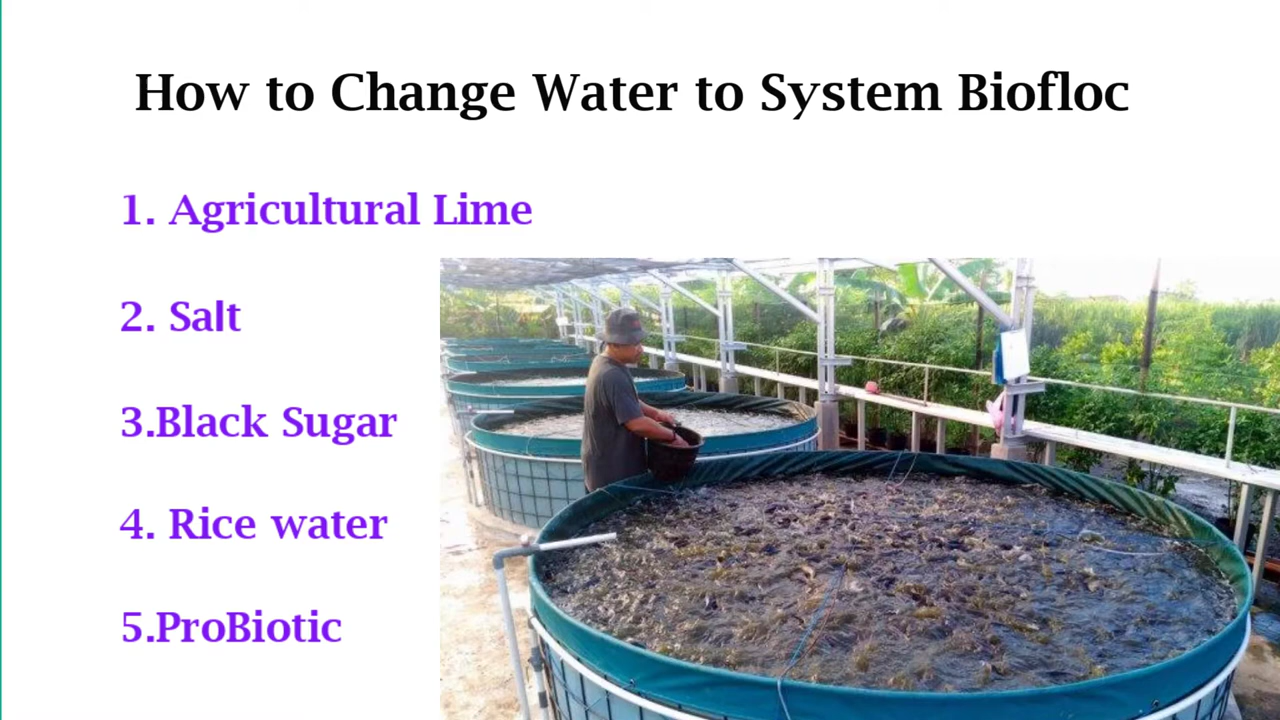 How to Change Water to System Biofloc
1. Agricultural Lime
2. Salt
3.Black Sugar
4. Rice water
5.ProBiotic